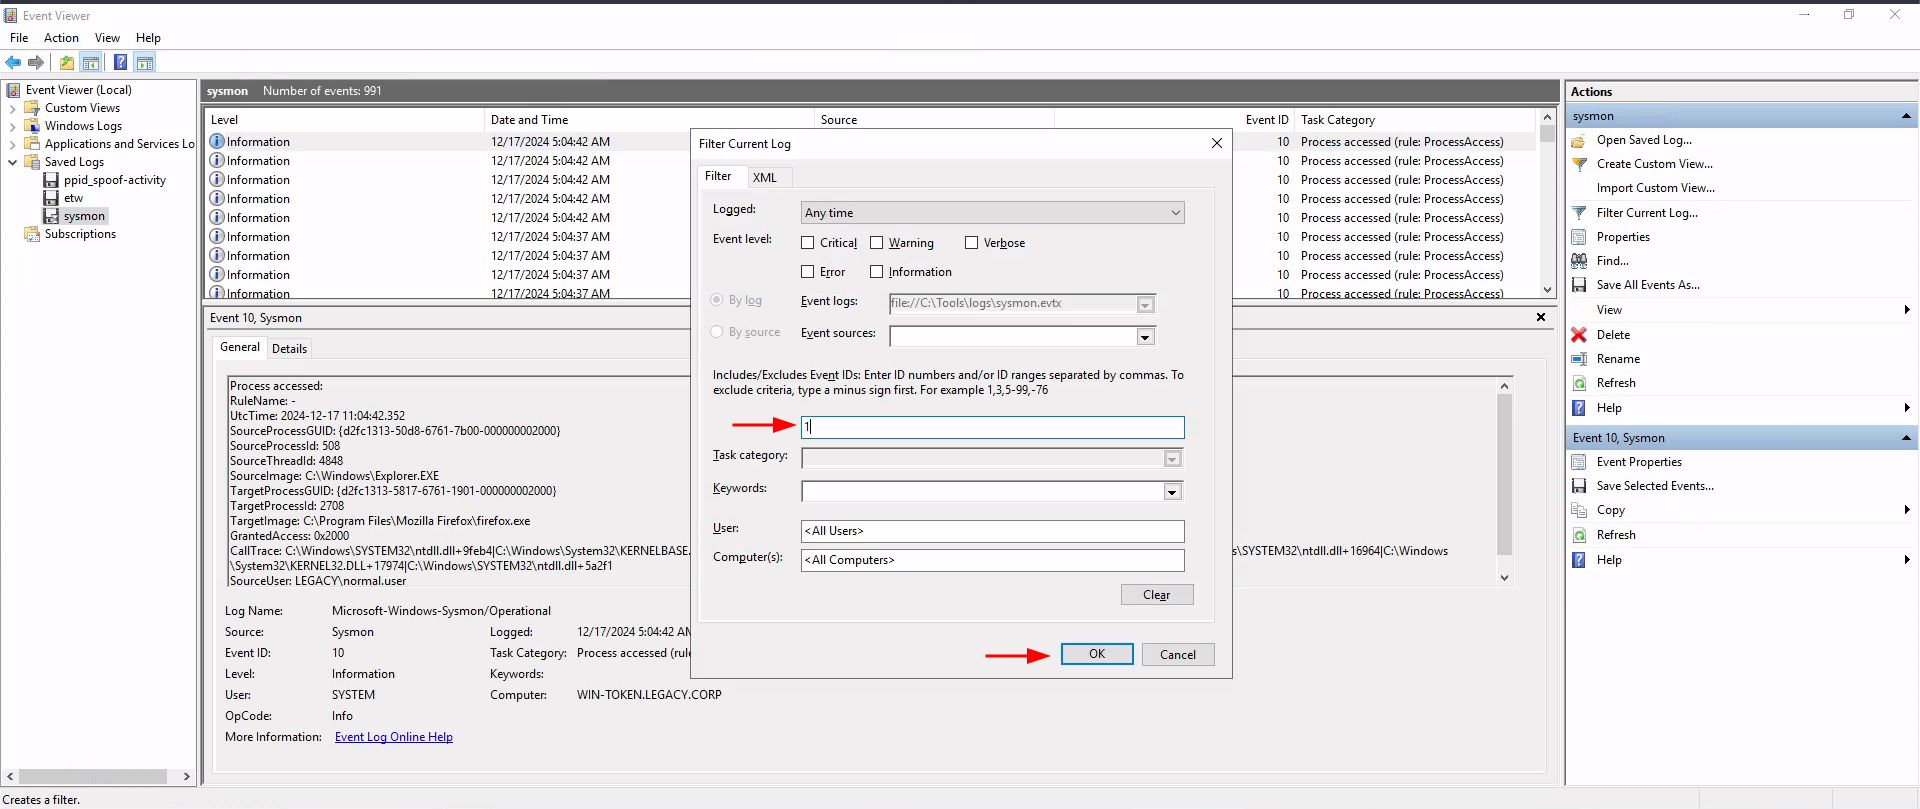 Event Viewer
File Action View Help
Event Viewer (Local)
Custom Views
Windows Logs
Applications and Services Lo
Saved Logs
ppid_spoof-activity
etw
sysmon
Subscriptions
sysmon Number of events: 991
Level Date and Time Source Event ID Task Category
Information 12/17/2024 5:04:42 AM 10 Process accessed (rule: ProcessAccess)
Information 12/17/2024 5:04:42 AM 10 Process accessed (rule: ProcessAccess)
Information 12/17/2024 5:04:42 AM 10 Process accessed (rule: ProcessAccess)
Information 12/17/2024 5:04:42 AM 10 Process accessed (rule: ProcessAccess)
Information 12/17/2024 5:04:42 AM 10 Process accessed (rule: ProcessAccess)
Information 12/17/2024 5:04:37 AM 10 Process accessed (rule: ProcessAccess)
Information 12/17/2024 5:04:37 AM 10 Process accessed (rule: ProcessAccess)
Information 12/17/2024 5:04:37 AM 10 Process accessed (rule: ProcessAccess)
Information 12/17/2024 5:04:37 AM 10 Process accessed (rule: ProcessAccess)
Event 10, Sysmon
General Details
Process accessed:
RuleName: -
UtcTime: 2024-12-17 11:04:42.352
SourceProcessGUID: {d2fc1313-50d8-6761-7b00-000000002000}
SourceProcessId: 508
SourceThreadId: 4848
SourceImage: C:\Windows\Explorer.EXE
TargetProcessGUID: {d2fc1313-5817-6761-1901-000000002000}
TargetProcessId: 2708
TargetImage: C:\Program Files\Mozilla Firefox\firefox.exe
GrantedAccess: 0x2000
CallTrace: C:\Windows\SYSTEM32\ntdll.dll+9feb4|C:\Windows\System32\KERNELBASE. s\SYSTEM32\ntdll.dll+16964|C:\Windows
\System32\KERNEL32.DLL+17974|C:\Windows\SYSTEM32\ntdll.dll+5a2f1
SourceUser: LEGACY\normal.user
Log Name: Microsoft-Windows-Sysmon/Operational
Source: Sysmon Logged: 12/17/2024 5:04:42 AM
Event ID: 10 Task Category: Process accessed (rule
Level: Information Keywords:
User: SYSTEM Computer: WIN-TOKEN.LEGACY.CORP
OpCode: Info
More Information: Event Log Online Help
Filter Current Log
Filter XML
Logged: Any time
Event level: Critical Warning Verbose
Error Information
By log Event logs: file://C:\Tools\logs\sysmon.evtx
By source Event sources:
Includes/Excludes Event IDs: Enter ID numbers and/or ID ranges separated by commas. To
exclude criteria, type a minus sign first. For example 1,3,5-99,-76
1
Task category:
Keywords:
User: <All Users>
Computer(s): <All Computers>
Clear
OK Cancel
Actions
sysmon
Open Saved Log...
Create Custom View...
Import Custom View...
Filter Current Log...
Properties
Find...
Save All Events As...
View
Delete
Rename
Refresh
Help
Event 10, Sysmon
Event Properties
Save Selected Events...
Copy
Refresh
Help
Creates a filter.